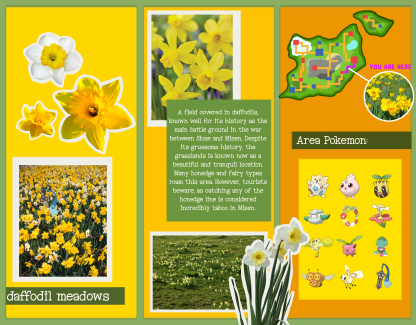 daffodil meadows
A field covered in daffodils,
known well for its history as the
main battle ground in the war
between Illose and Misen. Despite
its gruesome history, the
grasslands is known now as a
beautiful and tranquil location.
Many honedge and fairy types
roam this area. However, tourists
beware, as catching any of the
honedge line is considered
incredibly taboo in Misen.
YOU ARE HERE
Area Pokemon: